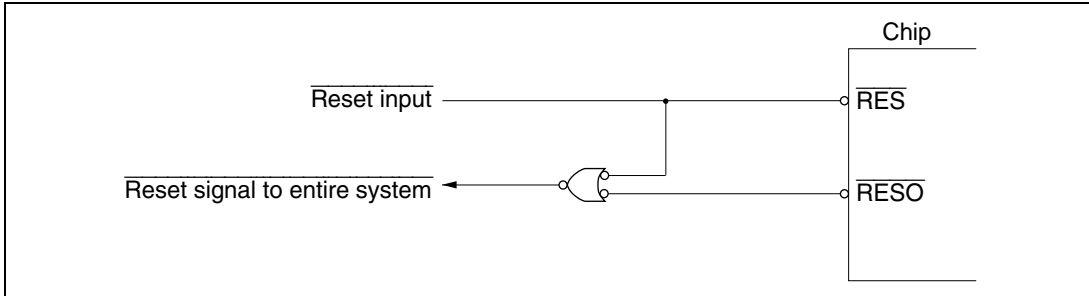 Chip
Reset input
RES
Reset signal to entire system
RESO